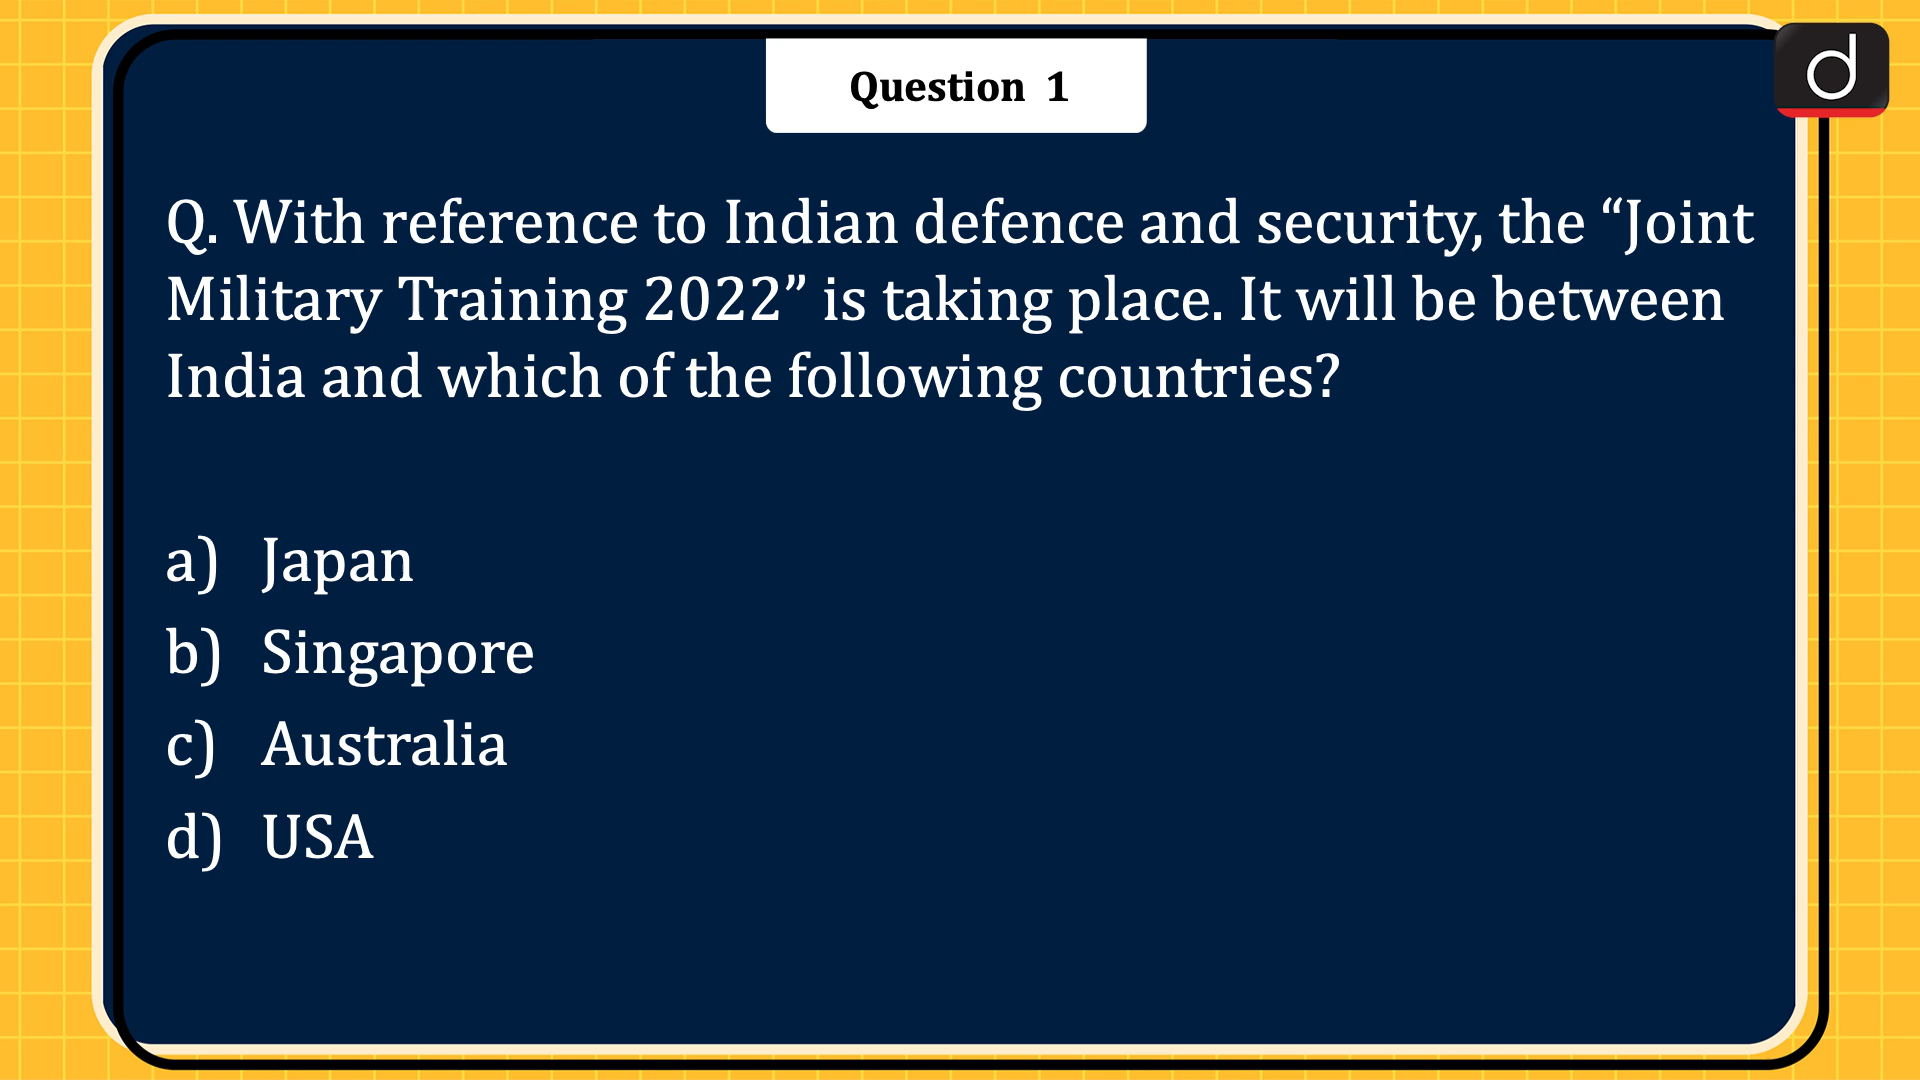 Question 1
d
Q. With reference to Indian defence and security, the “Joint
Military Training 2022” is taking place. It will be between
India and which of the following countries?
a) Japan
b) Singapore
c) Australia
d) USA